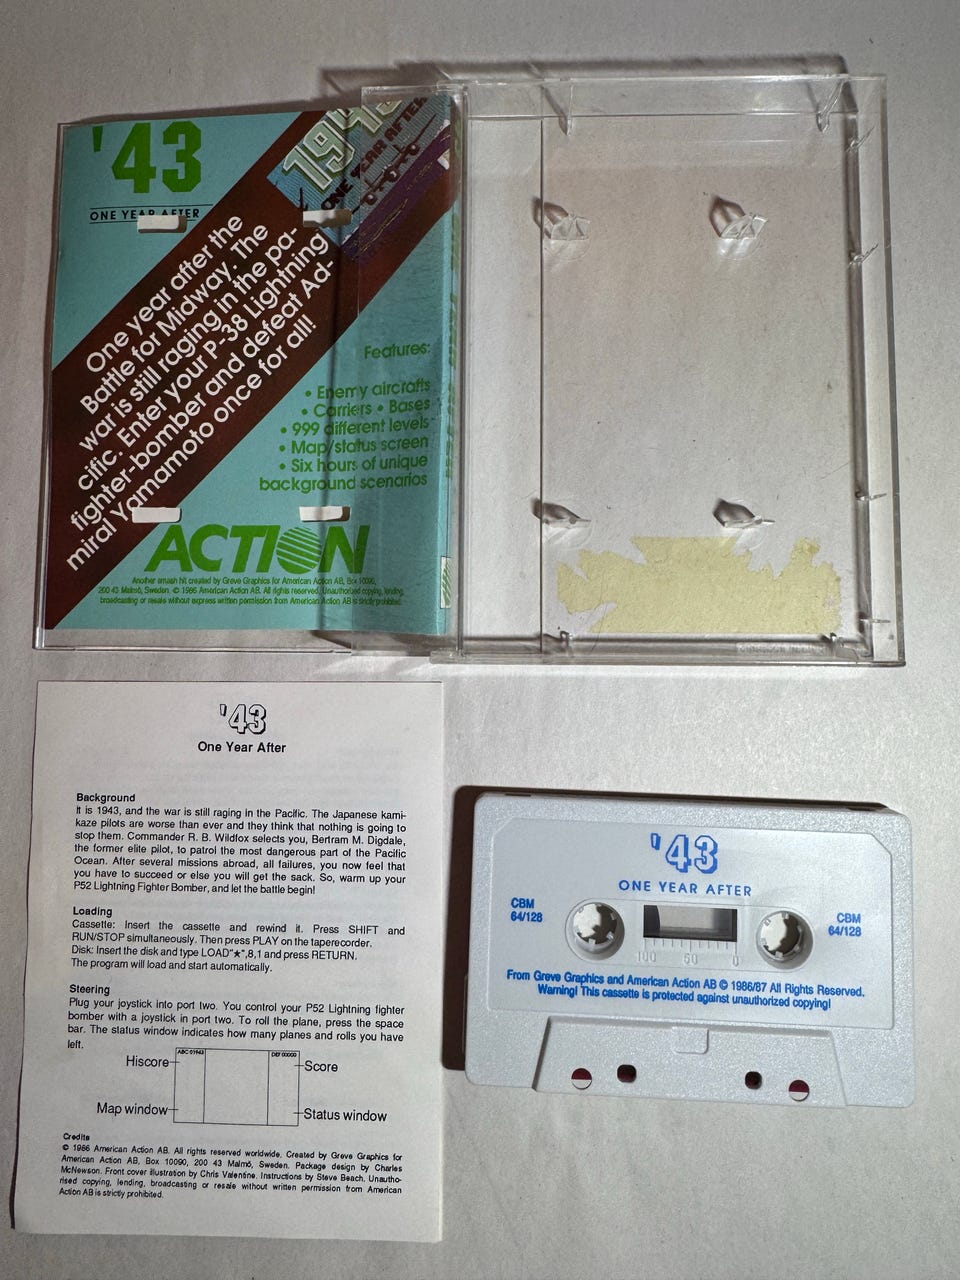 '43
ONE YEAR AFTER
1943
ONE YEAR AFTER
One year after the
Battle for Midway. The
war is still raging in the pa-
cific. Enter your P-38 Lightning
fighter-bomber and defeat Ad-
miral Yamamoto once for all!
Features:
• Enemy aircrafts
• Carriers • Bases
• 999 different levels
• Map/status screen
• Six hours of unique
background scenarios
ACTION
Another smash hit created by Greve Graphics for American Action AB, Box 10090,
200 43 Malmö, Sweden. © 1986 American Action AB. All rights reserved. Unauthorized copying, lending,
broadcasting or resale without express written permission from American Action AB is strictly prohibited.
'43
One Year After
Background
It is 1943, and the war is still raging in the Pacific. The Japanese kami-
kaze pilots are worse than ever and they think that nothing is going to
stop them. Commander R. B. Wildfox selects you, Bertram M. Digdale,
the former elite pilot, to patrol the most dangerous part of the Pacific
Ocean. After several missions abroad, all failures, you now feel that
you have to succeed or else you will get the sack. So, warm up your
P52 Lightning Fighter Bomber, and let the battle begin!
Loading
Cassette: Insert the cassette and rewind it. Press SHIFT and
RUN/STOP simultaneously. Then press PLAY on the taperecorder.
Disk: Insert the disk and type LOAD"*",8,1 and press RETURN.
The program will load and start automatically.
Steering
Plug your joystick into port two. You control your P52 Lightning fighter
bomber with a joystick in port two. To roll the plane, press the space
bar. The status window indicates how many planes and rolls you have
left.
ABC 01943 DEF 00000
Hiscore Score
Map window Status window
Credits
© 1986 American Action AB. All rights reserved worldwide. Created by Greve Graphics for
American Action AB, Box 10090, 200 43 Malmö, Sweden. Package design by Charles
McNewson. Front cover illustration by Chris Valentine. Instructions by Steve Beach. Unautho-
rised copying, lending, broadcasting or resale without written permission from American
Action AB is strictly prohibited.
'43
ONE YEAR AFTER
CBM
64/128
CBM
64/128
100 50 0
From Greve Graphics and American Action AB © 1986/87 All Rights Reserved.
Warning! This cassette is protected against unauthorized copying!